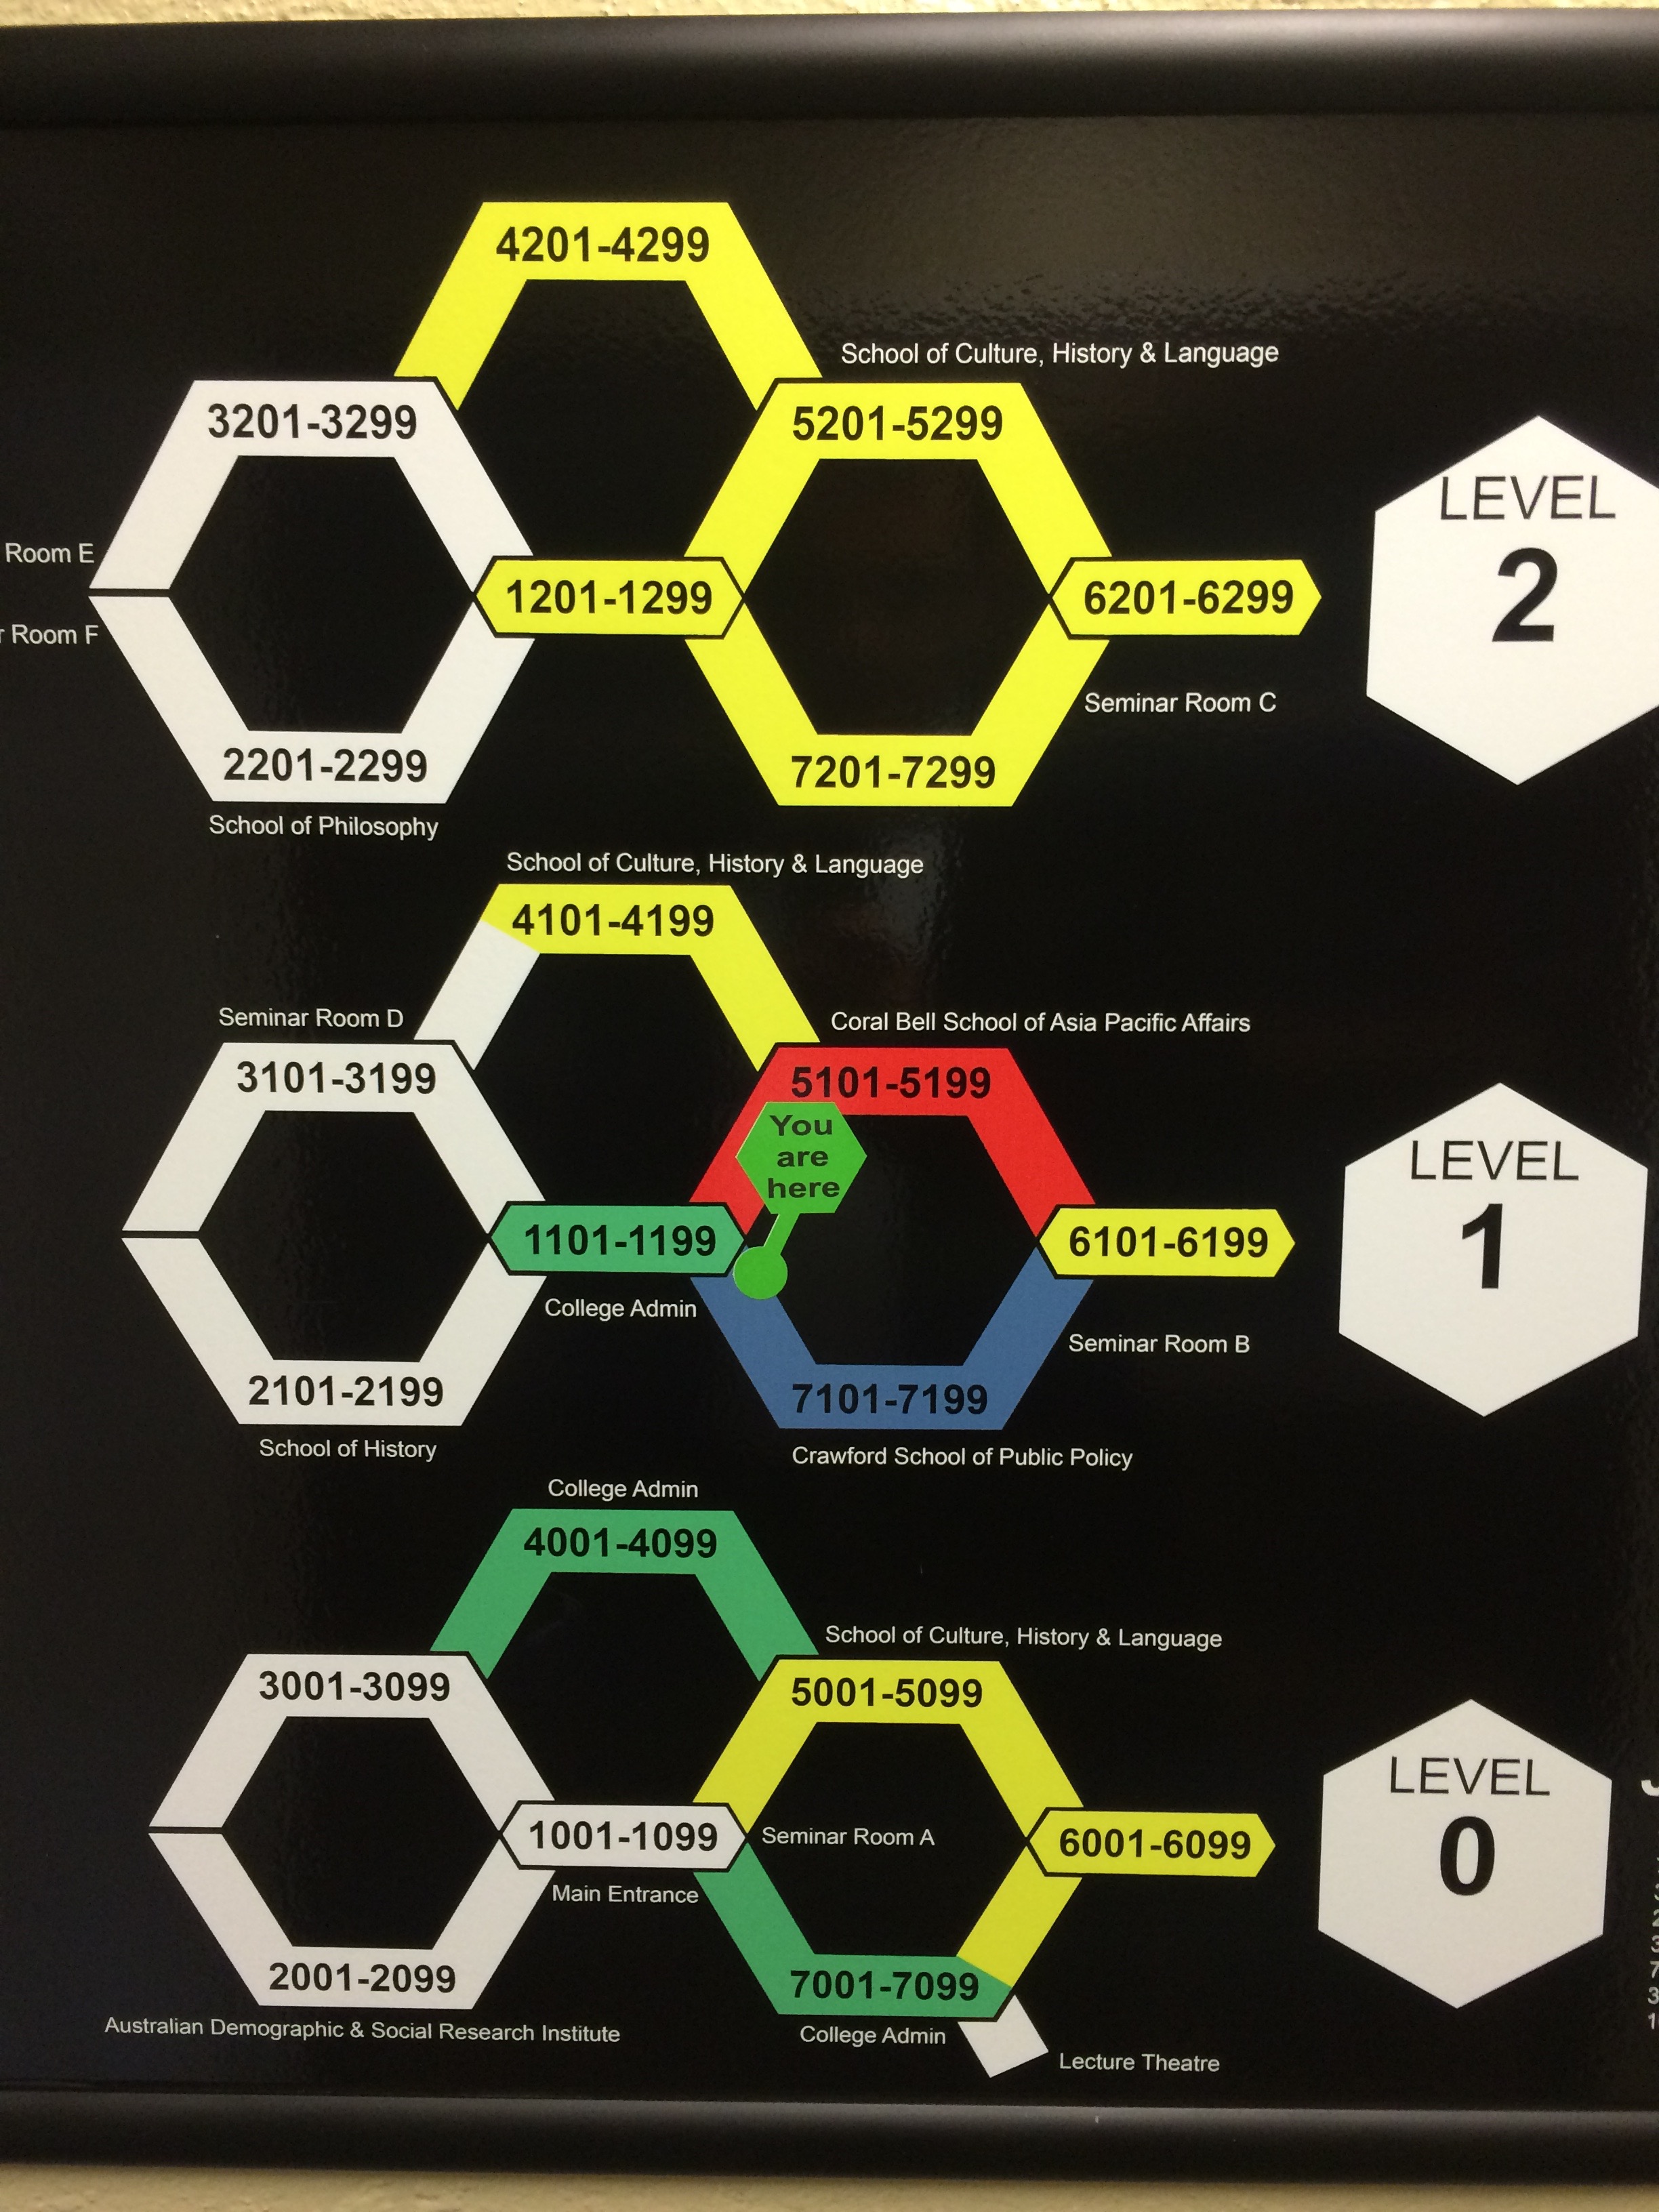 4201-4299
School of Culture, History & Language
3201-3299
5201-5299
LEVEL
2
Room E
1201-1299
6201-6299
Room F
Seminar Room C
2201-2299
7201-7299
School of Philosophy
School of Culture, History & Language
4101-4199
Seminar Room D
Coral Bell School of Asia Pacific Affairs
3101-3199
5101-5199
You
are
here
LEVEL
1
1101-1199
6101-6199
College Admin
Seminar Room B
2101-2199
7101-7199
School of History
Crawford School of Public Policy
College Admin
4001-4099
School of Culture, History & Language
3001-3099
5001-5099
LEVEL
0
1001-1099
Seminar Room A
6001-6099
Main Entrance
2001-2099
7001-7099
Australian Demographic & Social Research Institute
College Admin
Lecture Theatre